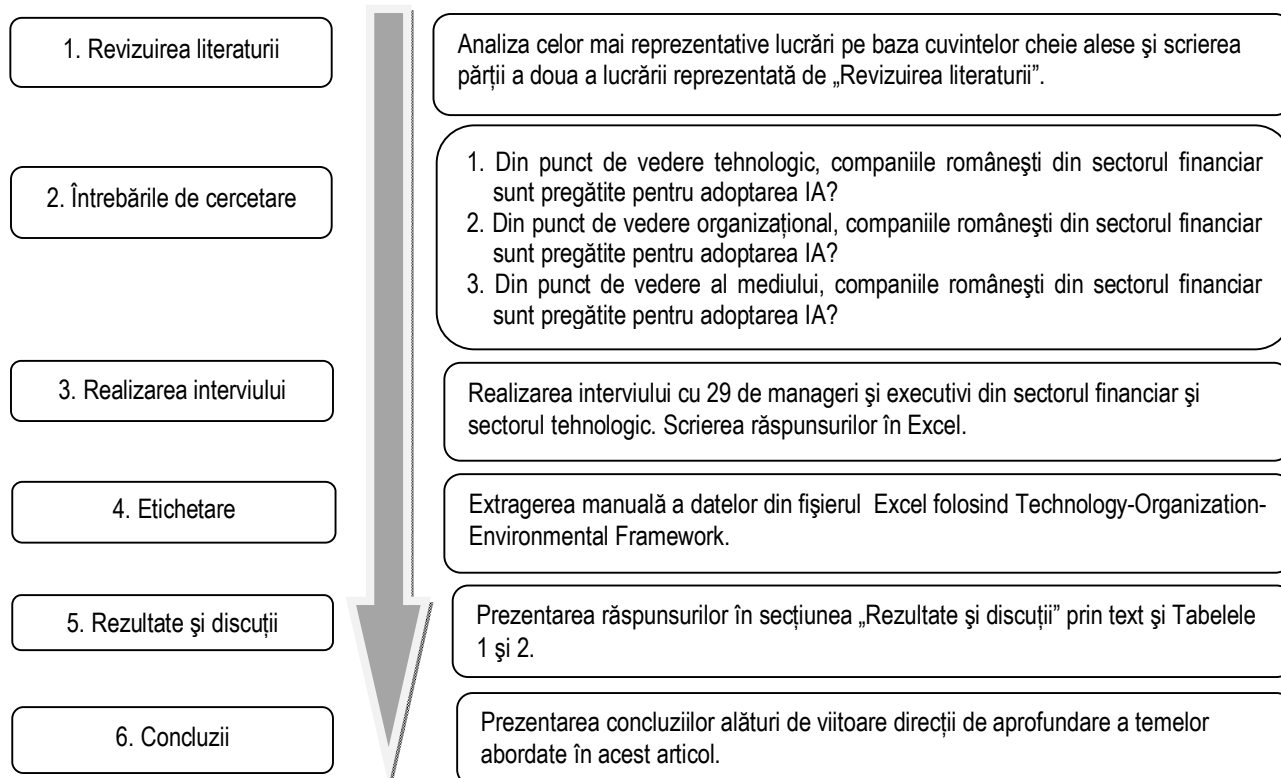 1. Revizuirea literaturii
Analiza celor mai reprezentative lucrări pe baza cuvintelor cheie alese şi scrierea
părții a doua a lucrării reprezentată de „Revizuirea literaturii”.
2. Întrebările de cercetare
1. Din punct de vedere tehnologic, companiile româneşti din sectorul financiar
sunt pregătite pentru adoptarea IA?
2. Din punct de vedere organizațional, companiile româneşti din sectorul financiar
sunt pregătite pentru adoptarea IA?
3. Din punct de vedere al mediului, companiile româneşti din sectorul financiar
sunt pregătite pentru adoptarea IA?
3. Realizarea interviului
Realizarea interviului cu 29 de manageri şi executivi din sectorul financiar şi
sectorul tehnologic. Scrierea răspunsurilor în Excel.
4. Etichetare
Extragerea manuală a datelor din fişierul Excel folosind Technology-Organization-
Environmental Framework.
5. Rezultate şi discuții
Prezentarea răspunsurilor în secțiunea „Rezultate şi discuții” prin text şi Tabelele
1 şi 2.
6. Concluzii
Prezentarea concluziilor alături de viitoare direcții de aprofundare a temelor
abordate în acest articol.